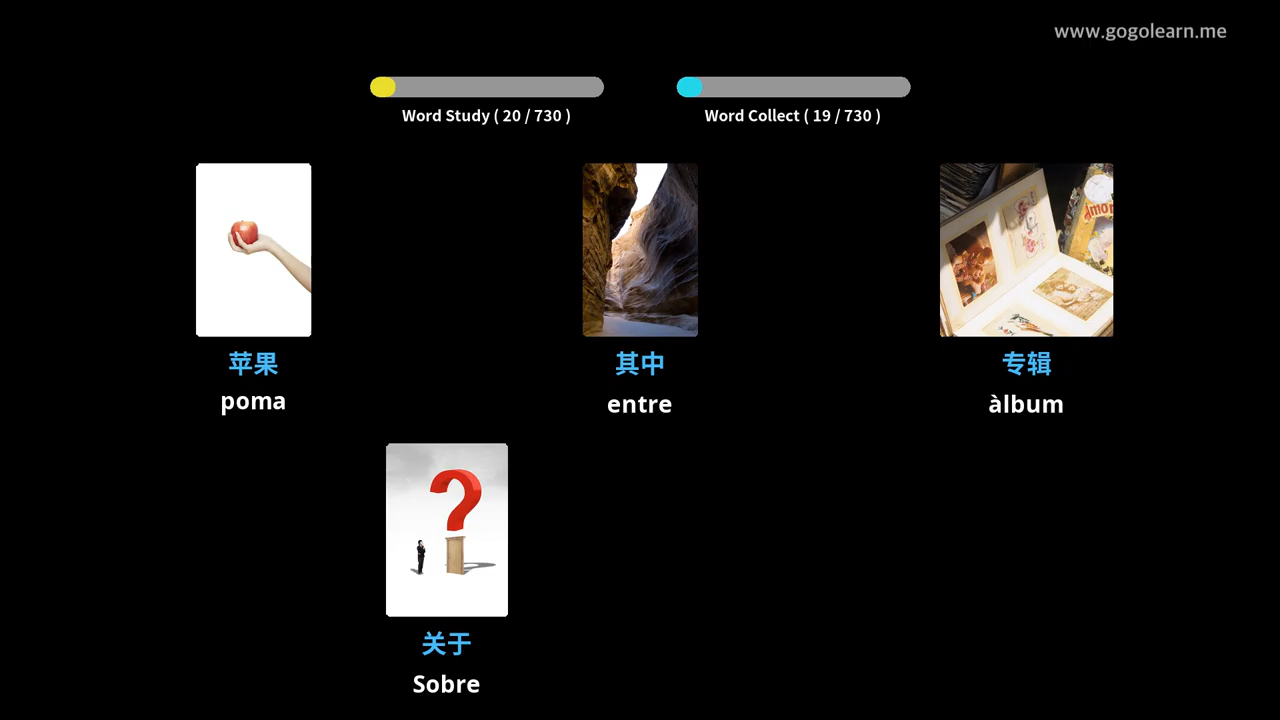 www.gogolearn.me
Word Study ( 20 / 730 )
Word Collect ( 19 / 730 )
amor
苹果
其中
专辑
poma
entre
àlbum
关于
Sobre